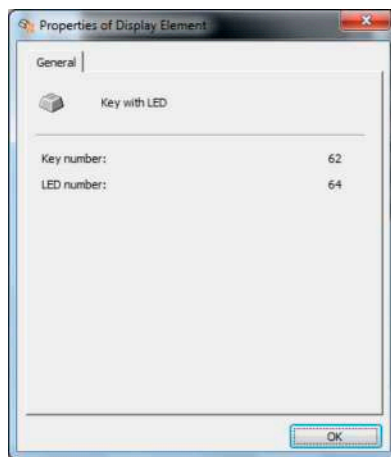 Properties of Display Element
General
Key with LED
Key number: 62
LED number: 64
OK